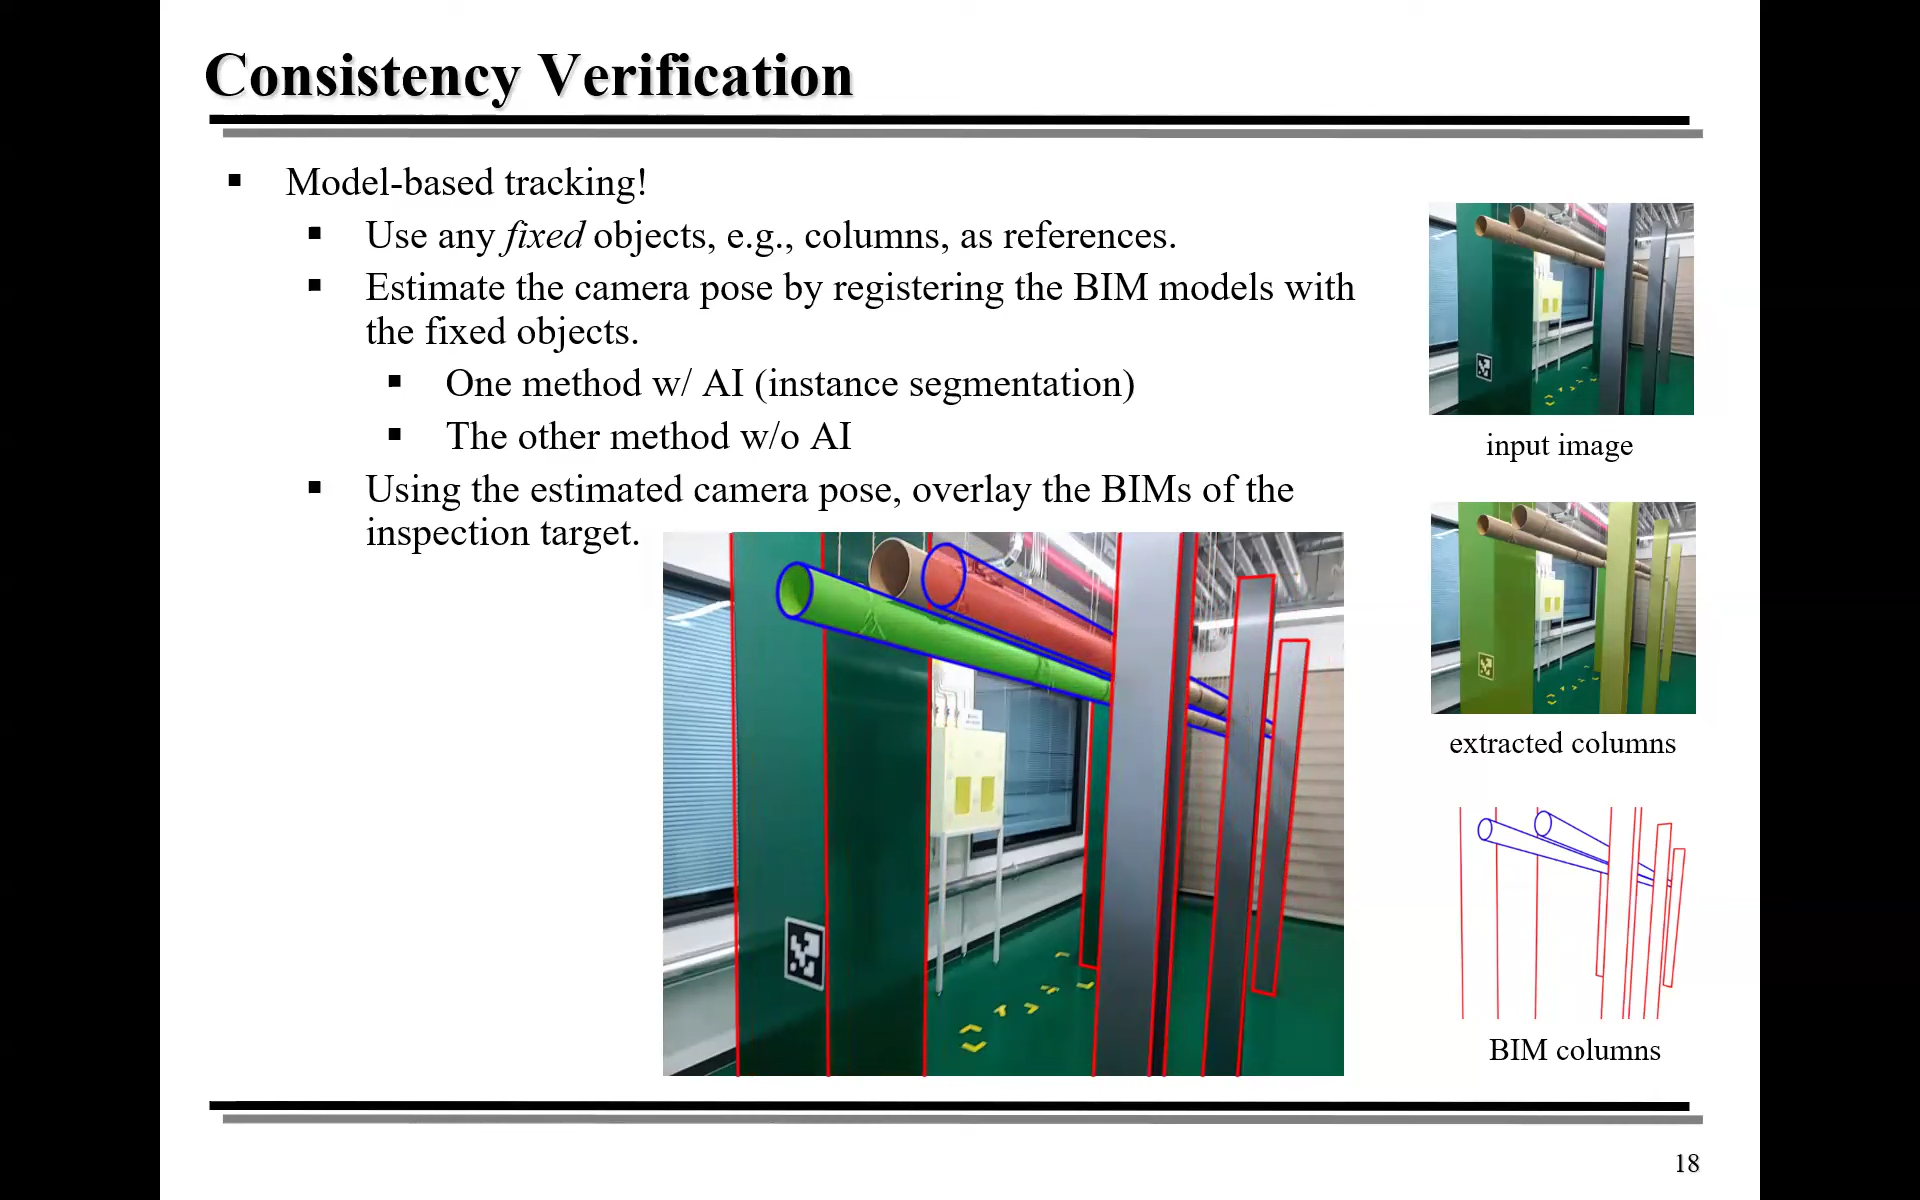 Consistency Verification
Model-based tracking!
Use any fixed objects, e.g., columns, as references.
Estimate the camera pose by registering the BIM models with
the fixed objects.
One method w/ AI (instance segmentation)
The other method w/o AI
Using the estimated camera pose, overlay the BIMs of the
inspection target.
input image
extracted columns
BIM columns
18